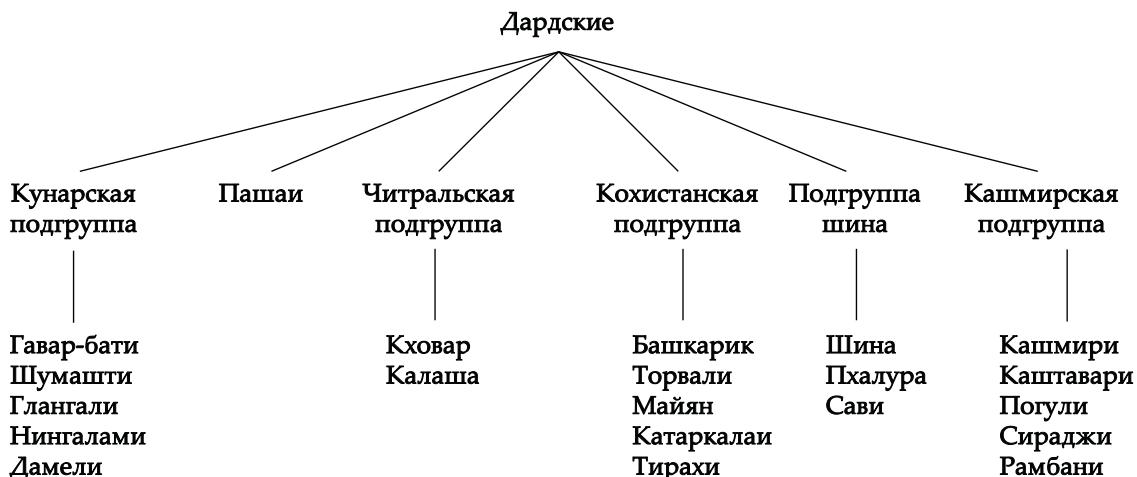 Дардские
Кунарская
подгруппа
Пашаи
Читральская
подгруппа
Кохистанская
подгруппа
Подгруппа
шина
Кашмирская
подгруппа
Гавар-бати
Шумашти
Глангали
Нингалами
Дамели
Кховар
Калаша
Башкарик
Торвали
Майян
Катаркалаи
Тирахи
Шина
Пхалура
Сави
Кашмири
Каштавари
Погули
Сираджи
Рамбани